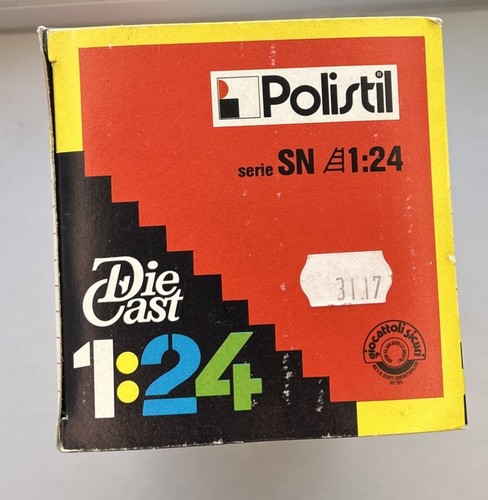 Polistil®
serie SN 1:24
Die
Cast
31.17
1:24
giocattoli sicuri